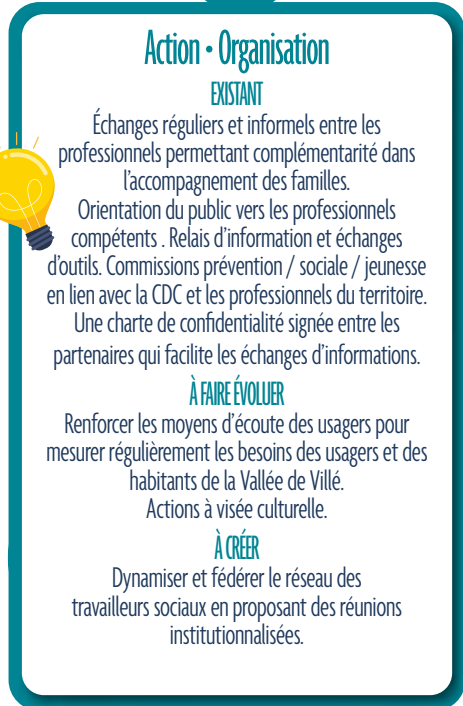 Action • Organisation
EXISTANT
Échanges réguliers et informels entre les
professionnels permettant complémentarité dans
l'accompagnement des familles.
Orientation du public vers les professionnels
compétents . Relais d'information et échanges
d'outils. Commissions prévention / sociale / jeunesse
en lien avec la CDC et les professionnels du territoire.
Une charte de confidentialité signée entre les
partenaires qui facilite les échanges d'informations.
À FAIRE ÉVOLUER
Renforcer les moyens d'écoute des usagers pour
mesurer régulièrement les besoins des usagers et des
habitants de la Vallée de Villé.
Actions à visée culturelle.
À CRÉER
Dynamiser et fédérer le réseau des
travailleurs sociaux en proposant des réunions
institutionnalisées.